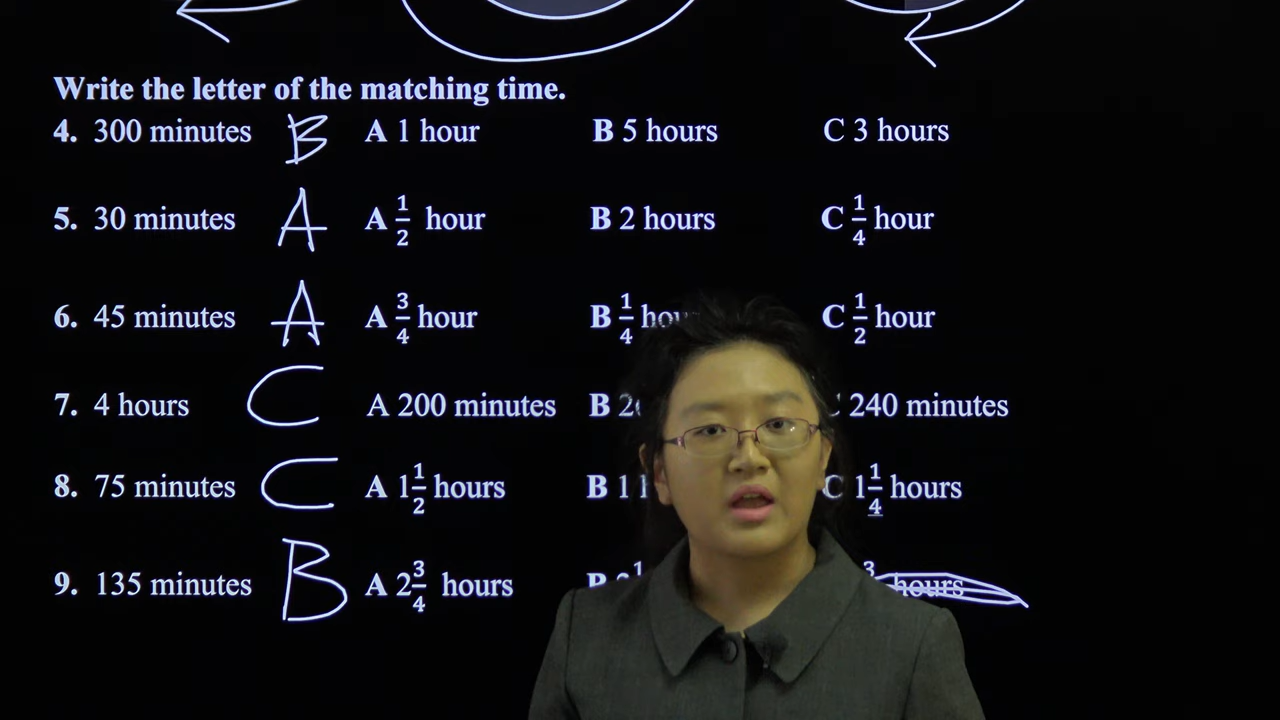 Write the letter of the matching time.
4. 300 minutes B A 1 hour B 5 hours C 3 hours
5. 30 minutes A A 1/2 hour B 2 hours C 1/4 hour
6. 45 minutes A A 3/4 hour B 1/4 C 1/2 hour
7. 4 hours C A 200 minutes B C 240 minutes
8. 75 minutes C A 1 1/2 hours B 1 C 1 1/4 hours
9. 135 minutes B A 2 3/4 hours B hours